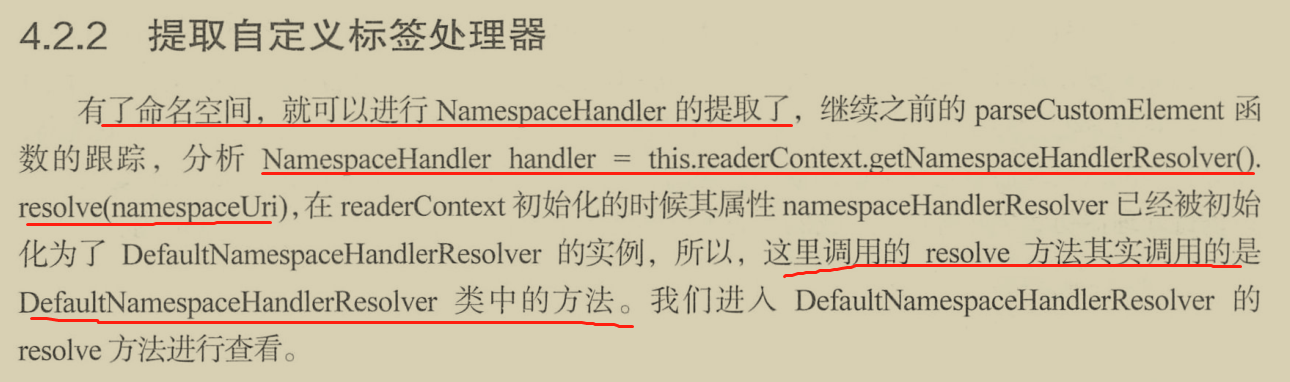 4.2.2 提取自定义标签处理器
有了命名空间，就可以进行 NamespaceHandler 的提取了，继续之前的 parseCustomElement 函
数的跟踪，分析 NamespaceHandler handler = this.readerContext.getNamespaceHandlerResolver().
resolve(namespaceUri)，在 readerContext 初始化的时候其属性 namespaceHandlerResolver 已经被初始
化为了 DefaultNamespaceHandlerResolver 的实例，所以，这里调用的 resolve 方法其实调用的是
DefaultNamespaceHandlerResolver 类中的方法。我们进入 DefaultNamespaceHandlerResolver 的
resolve 方法进行查看。